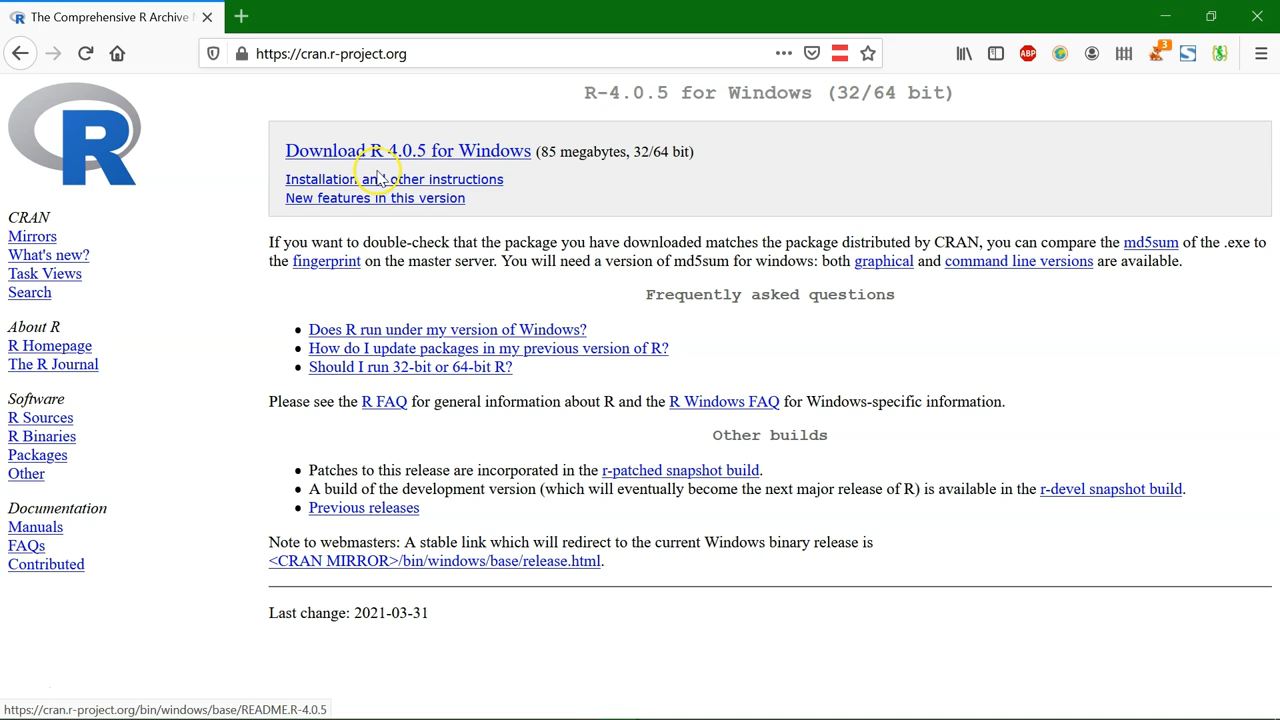 The Comprehensive R Archive
https://cran.r-project.org
ABP
3
R
R-4.0.5 for Windows (32/64 bit)
Download R 4.0.5 for Windows (85 megabytes, 32/64 bit)
Installation and other instructions
New features in this version
CRAN
Mirrors
What's new?
Task Views
Search
About R
R Homepage
The R Journal
Software
R Sources
R Binaries
Packages
Other
Documentation
Manuals
FAQs
Contributed
If you want to double-check that the package you have downloaded matches the package distributed by CRAN, you can compare the md5sum of the .exe to
the fingerprint on the master server. You will need a version of md5sum for windows: both graphical and command line versions are available.
Frequently asked questions
• Does R run under my version of Windows?
• How do I update packages in my previous version of R?
• Should I run 32-bit or 64-bit R?
Please see the R FAQ for general information about R and the R Windows FAQ for Windows-specific information.
Other builds
• Patches to this release are incorporated in the r-patched snapshot build.
• A build of the development version (which will eventually become the next major release of R) is available in the r-devel snapshot build.
• Previous releases
Note to webmasters: A stable link which will redirect to the current Windows binary release is
<CRAN MIRROR>/bin/windows/base/release.html.
Last change: 2021-03-31
https://cran.r-project.org/bin/windows/base/README.R-4.0.5